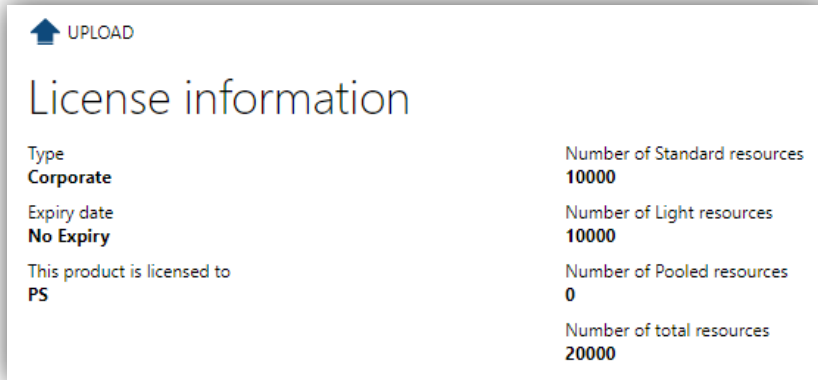 UPLOAD
License information
Type
Corporate
Expiry date
No Expiry
This product is licensed to
PS
Number of Standard resources
10000
Number of Light resources
10000
Number of Pooled resources
0
Number of total resources
20000